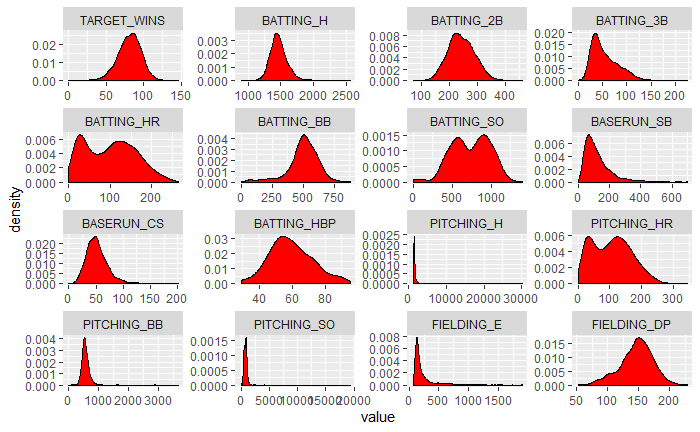 TARGET_WINS BATTING_H BATTING_2B BATTING_3B
0.02 0.01 0.00 0.003 0.002 0.001 0.000 0.008 0.006 0.004 0.002 0.000 0.020 0.015 0.010 0.005 0.000
0 50 100 150 1000 1500 2000 2500 100 200 300 400 0 50 100 150 200
BATTING_HR BATTING_BB BATTING_SO BASERUN_SB
0.006 0.004 0.002 0.000 0.004 0.003 0.002 0.001 0.000 0.0015 0.0010 0.0005 0.0000 0.006 0.004 0.002 0.000
0 100 200 0 250 500 750 0 500 1000 0 200 400 600
density
BASERUN_CS BATTING_HBP PITCHING_H PITCHING_HR
0.020 0.015 0.010 0.005 0.000 0.03 0.02 0.01 0.00 0.0025 0.0020 0.0015 0.0010 0.0005 0.0000 0.006 0.004 0.002 0.000
0 50 100 150 200 40 60 80 0 10000 20000 30000 0 100 200 300
PITCHING_BB PITCHING_SO FIELDING_E FIELDING_DP
0.004 0.003 0.002 0.001 0.000 0.0015 0.0010 0.0005 0.0000 0.008 0.006 0.004 0.002 0.000 0.015 0.010 0.005 0.000
0 1000 2000 3000 0 5000 10000 15000 20000 0 500 1000 1500 50 100 150 200
value